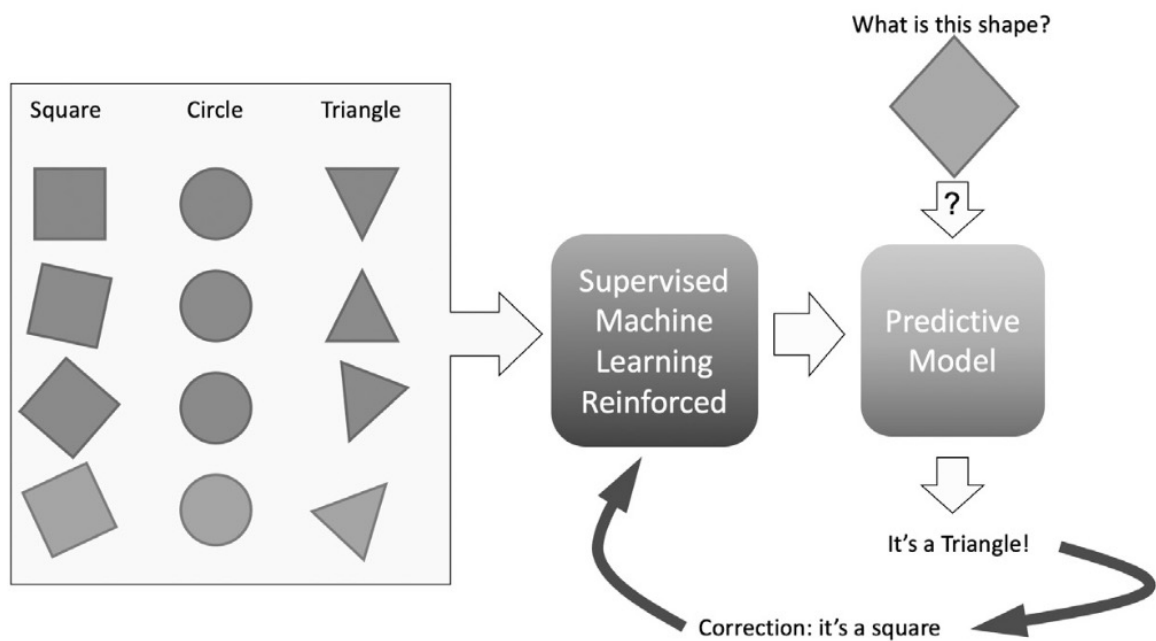 What is this shape?
Square Circle Triangle
?
Supervised
Machine
Learning
Reinforced
Predictive
Model
It's a Triangle!
Correction: it's a square